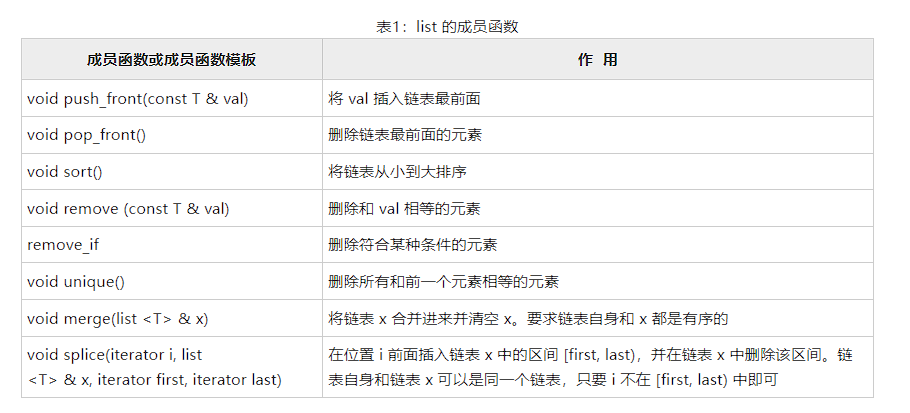 表1：list 的成员函数
成员函数或成员函数模板
作 用
void push_front(const T & val)
将 val 插入链表最前面
void pop_front()
删除链表最前面的元素
void sort()
将链表从小到大排序
void remove (const T & val)
删除和 val 相等的元素
remove_if
删除符合某种条件的元素
void unique()
删除所有和前一个元素相等的元素
void merge(list <T> & x)
将链表 x 合并进来并清空 x。要求链表自身和 x 都是有序的
void splice(iterator i, list
<T> & x, iterator first, iterator last)
在位置 i 前面插入链表 x 中的区间 [first, last)，并在链表 x 中删除该区间。链
表自身和链表 x 可以是同一个链表，只要 i 不在 [first, last) 中即可